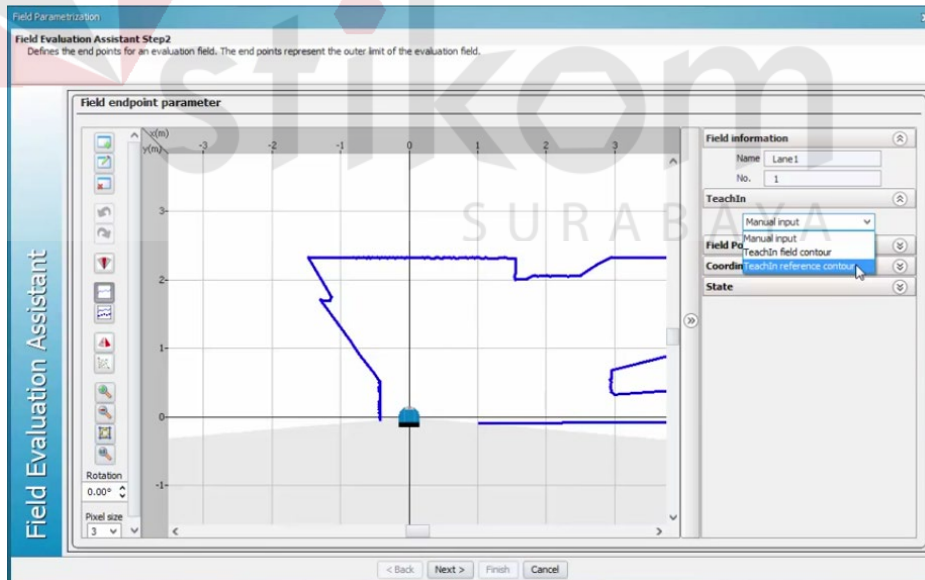 Field Parametrization
Field Evaluation Assistant Step2
Defines the end points for an evaluation field. The end points represent the outer limit of the evaluation field.
stikom
SURABAYA
Field Evaluation Assistant
Field endpoint parameter
x(m)
y(m)
-3 -2 -1 0 1 2 3
3
2
1
0
-1
Rotation
0.00°
Pixel size
3
Field information
Name Lane1
No. 1
TeachIn
Manual input
Manual input
TeachIn field contour
TeachIn reference contour
Field Po
Coordin
State
< Back Next > Finish Cancel